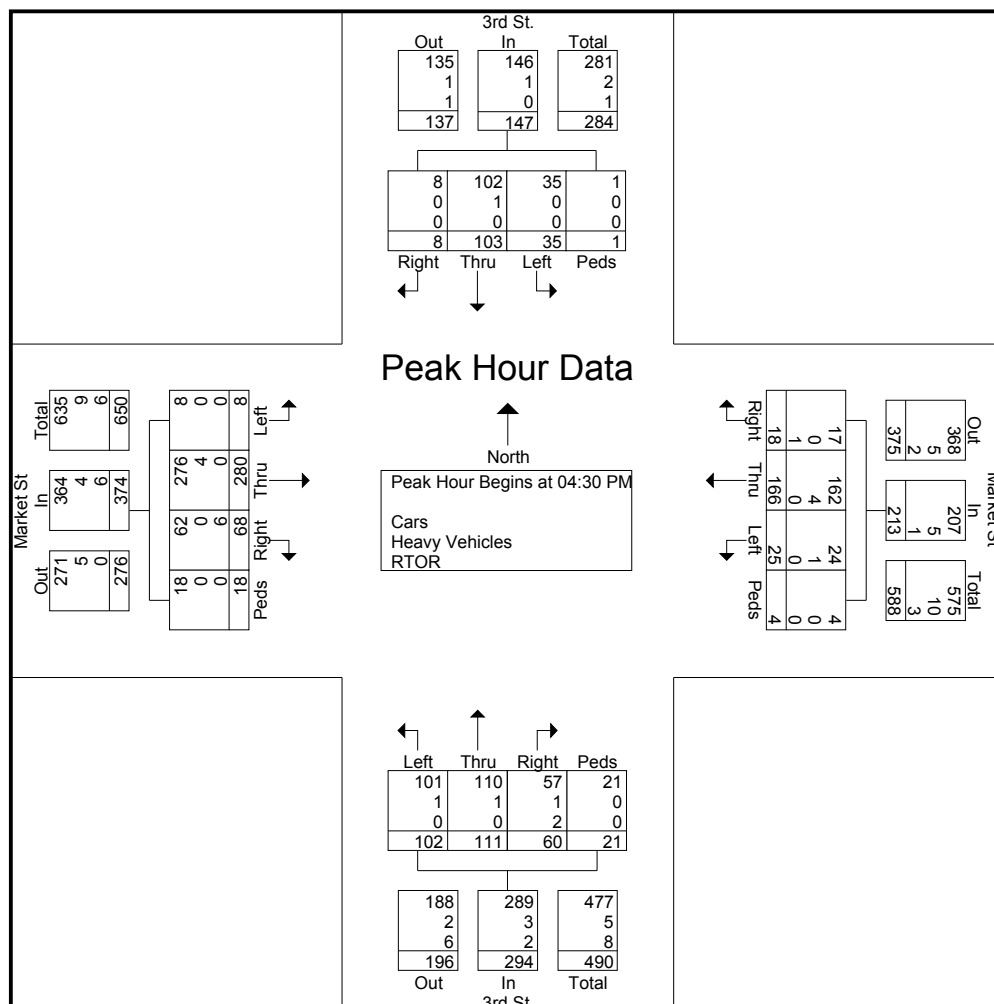 3rd St.
Out In Total
135 146 281
1 1 2
1 0 1
137 147 284
8 102 35 1
0 1 0 0
0 0 0 0
8 103 35 1
Right Thru Left Peds
Peak Hour Data
North
Peak Hour Begins at 04:30 PM
Cars
Heavy Vehicles
RTOR
Market St
Total In Out
635 364 271
9 4 5
6 6 0
650 374 276
8 276 62 18
0 4 0 0
0 0 6 0
8 280 68 18
Left Thru Right Peds
Market St
Out In Total
368 207 575
5 5 10
2 1 3
375 213 588
17 162 24 4
0 4 1 0
1 0 0 0
18 166 25 4
Right Thru Left Peds
Left Thru Right Peds
101 110 57 21
1 1 1 0
0 0 2 0
102 111 60 21
188 289 477
2 3 5
6 2 8
196 294 490
Out In Total
3rd St.